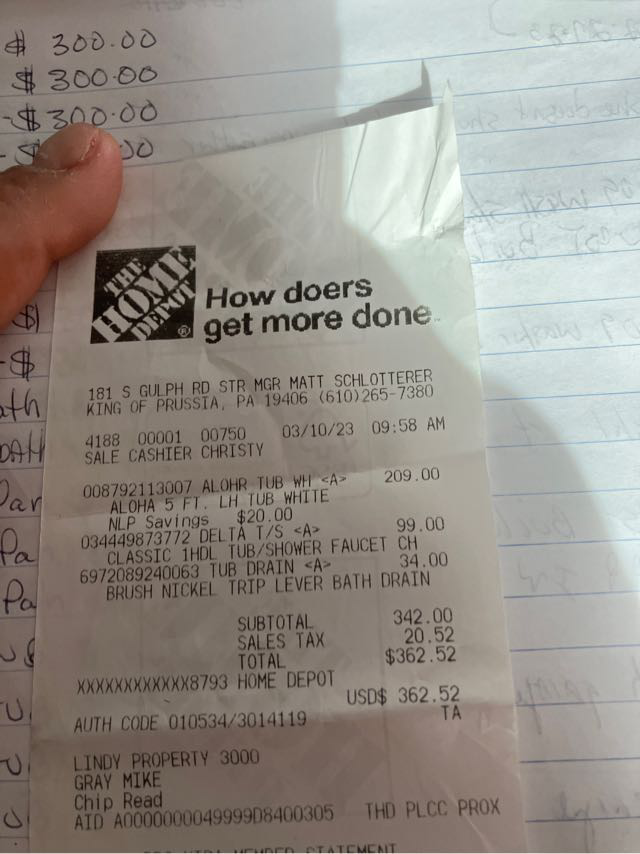 $ 300.00
$ 300.00
-$ 300.00
THE HOME DEPOT
How doers
get more done™
181 S GULPH RD STR MGR MATT SCHLOTTERER
KING OF PRUSSIA, PA 19406 (610)265-7380
4188 00001 00750 03/10/23 09:58 AM
SALE CASHIER CHRISTY
008792113007 ALOHR TUB WH <A> 209.00
ALOHA 5 FT. LH TUB WHITE
NLP Savings $20.00
034449873772 DELTA T/S <A> 99.00
CLASSIC 1HDL TUB/SHOWER FAUCET CH
6972089240063 TUB DRAIN <A> 34.00
BRUSH NICKEL TRIP LEVER BATH DRAIN
SUBTOTAL 342.00
SALES TAX 20.52
TOTAL $362.52
XXXXXXXXXXXX8793 HOME DEPOT
USD$ 362.52
AUTH CODE 010534/3014119 TA
LINDY PROPERTY 3000
GRAY MIKE
Chip Read
AID A0000000049999D8400305 THD PLCC PROX